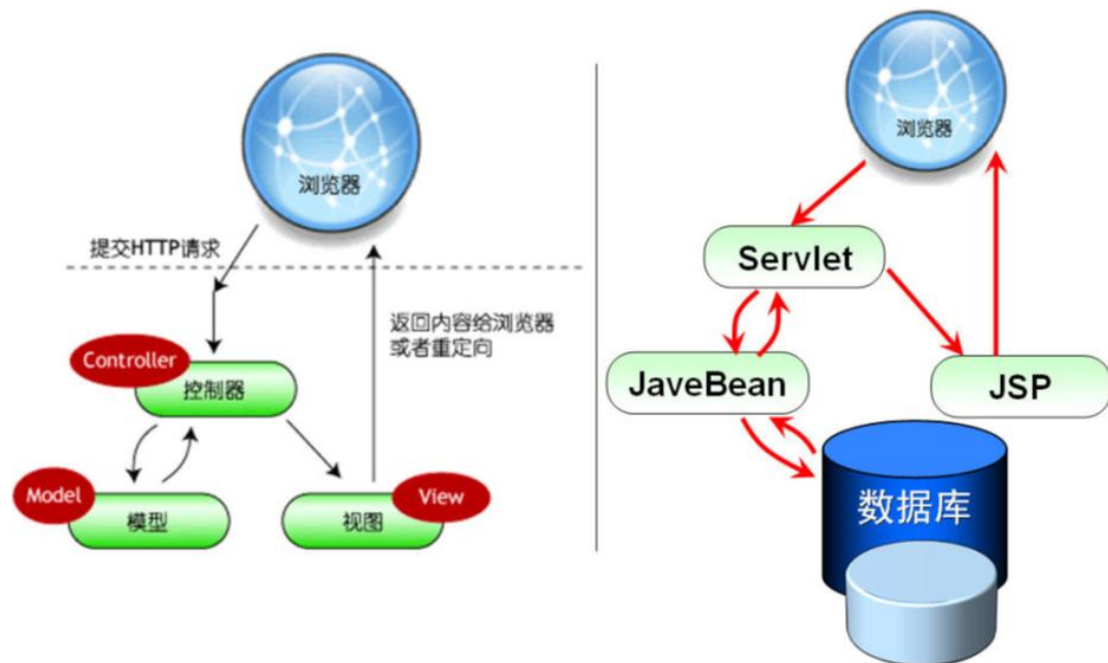 浏览器
提交HTTP请求
返回内容给浏览器
或者重定向
Controller
控制器
Model
模型
视图
View
浏览器
Servlet
JaveBean
JSP
数据库